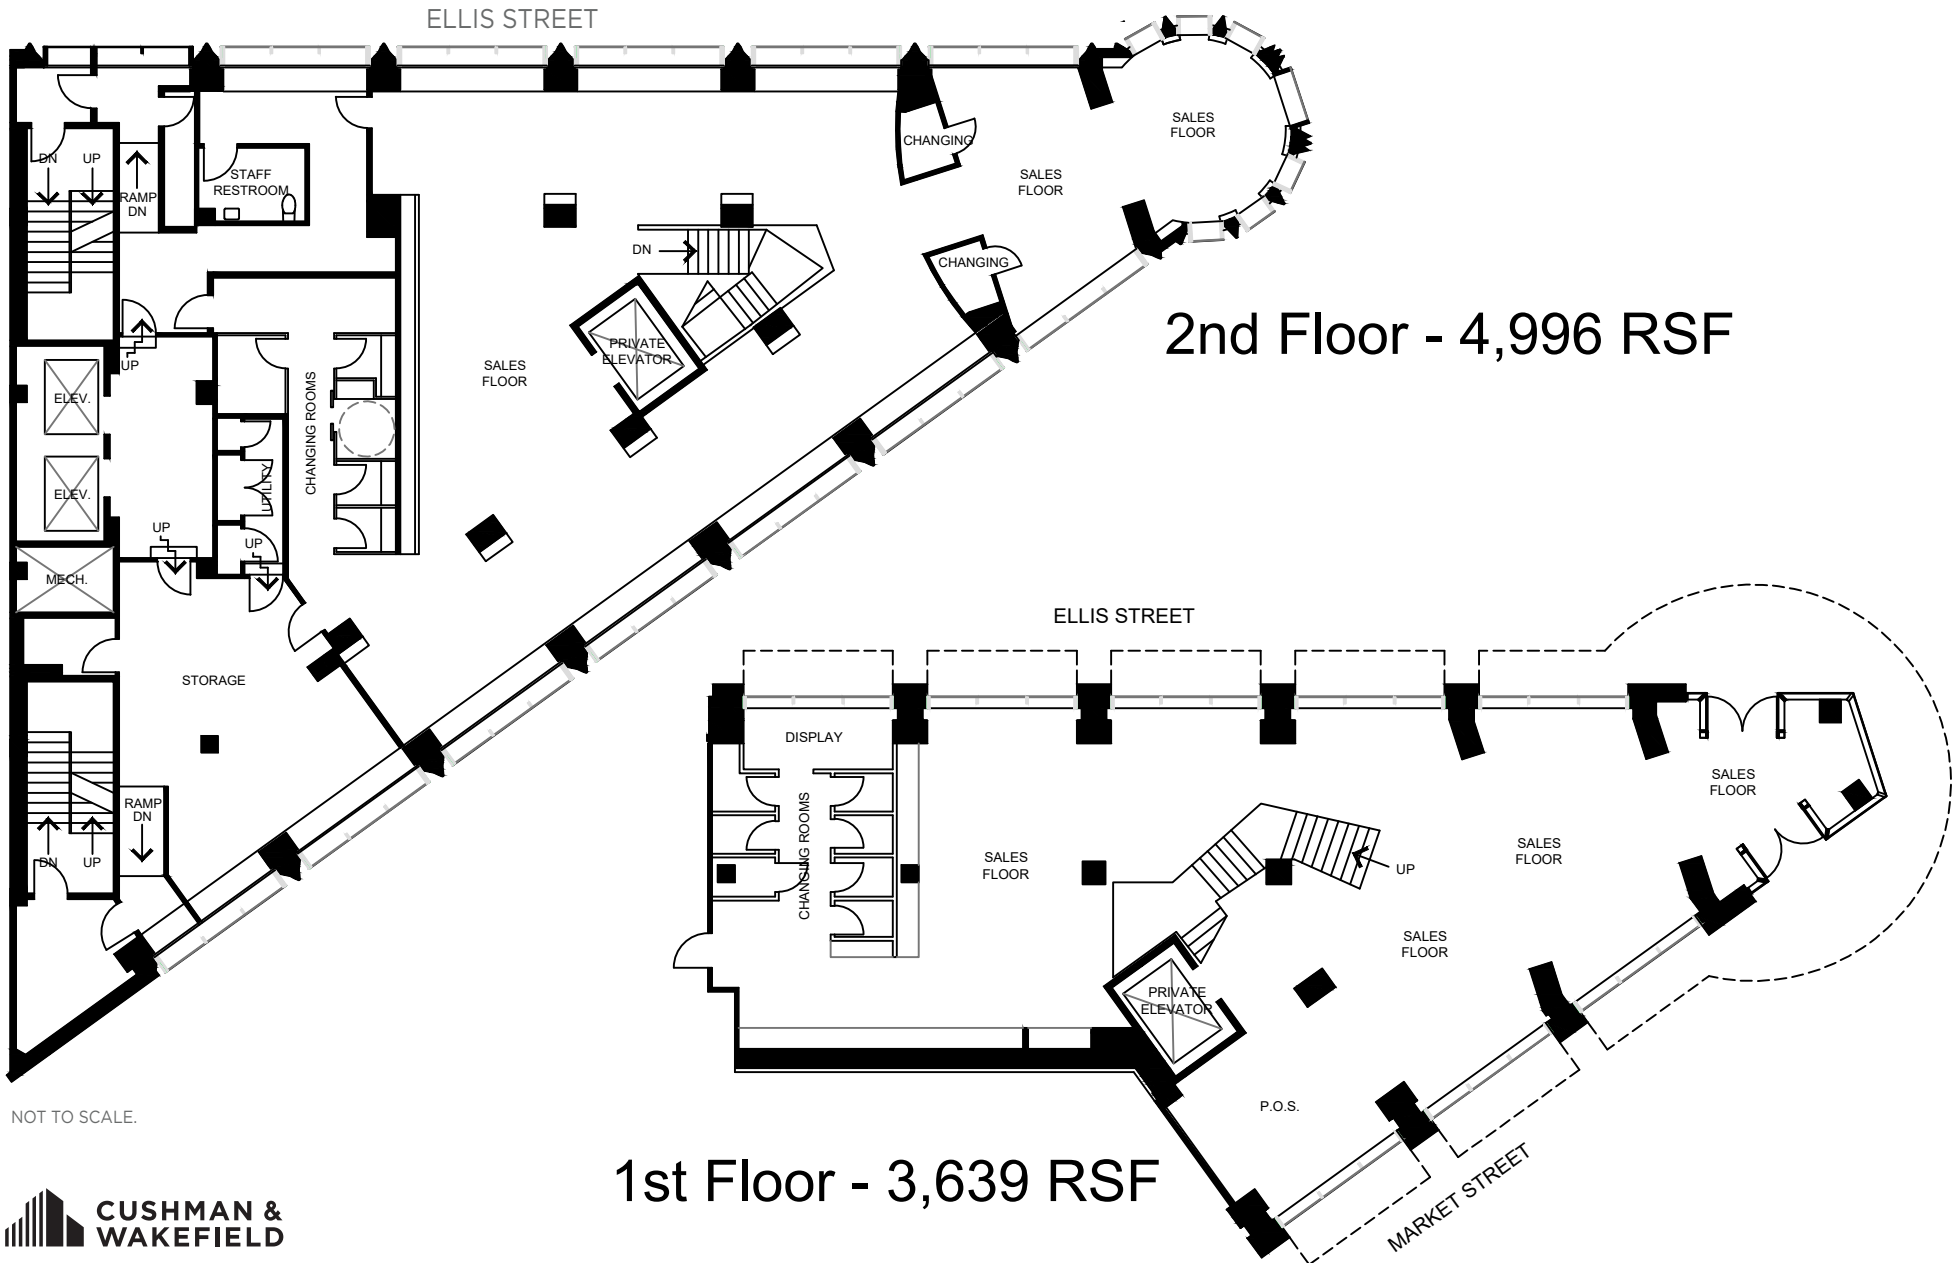 ELLIS STREET
SALES
FLOOR
CHANGING
SALES
FLOOR
DN
UP
RAMP
DN
STAFF
RESTROOM
DN
CHANGING
2nd Floor - 4,996 RSF
PRIVATE
ELEVATOR
SALES
FLOOR
UP
ELEV.
CHANGING ROOMS
ELEV.
UTILITY
UP
UP
MECH.
STORAGE
RAMP
DN
DN
UP
ELLIS STREET
DISPLAY
SALES
FLOOR
CHANGING ROOMS
SALES
FLOOR
SALES
FLOOR
UP
SALES
FLOOR
PRIVATE
ELEVATOR
P.O.S.
MARKET STREET
1st Floor - 3,639 RSF
NOT TO SCALE.
CUSHMAN &
WAKEFIELD